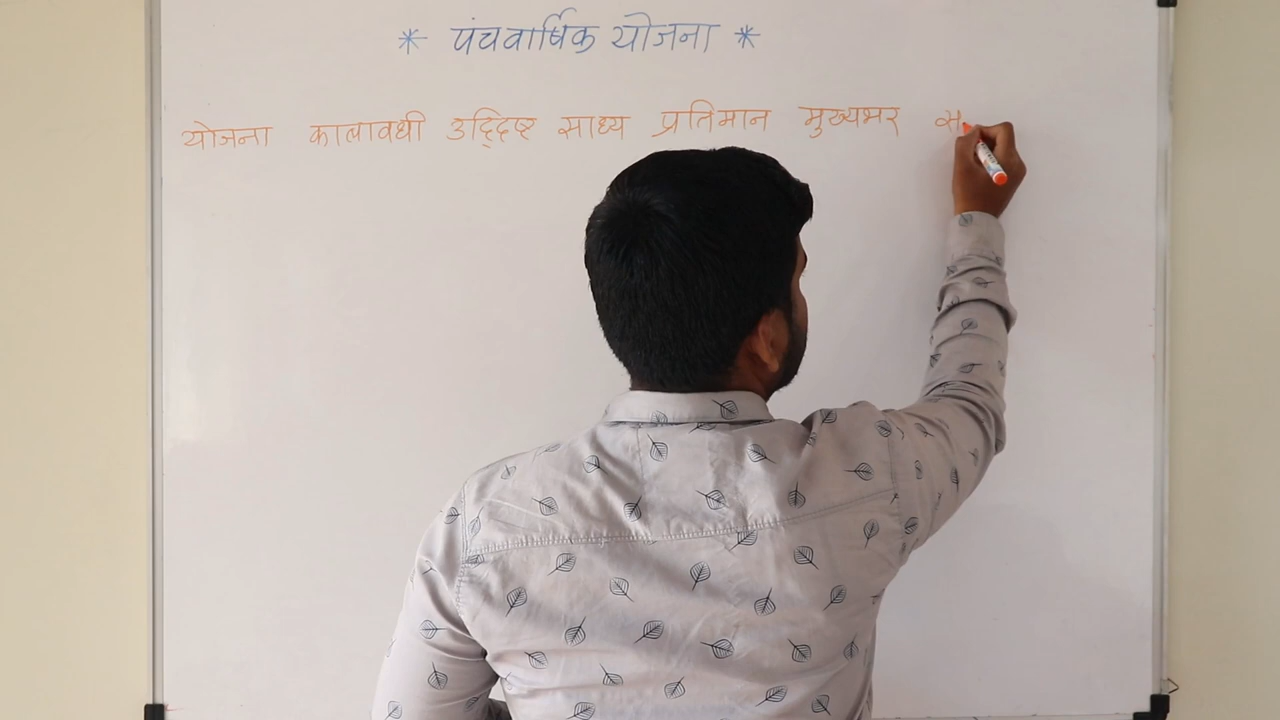 * पंचवार्षिक योजना *
योजना कालावधी उद्दिष्ट साध्य प्रतिमान मुख्यभर